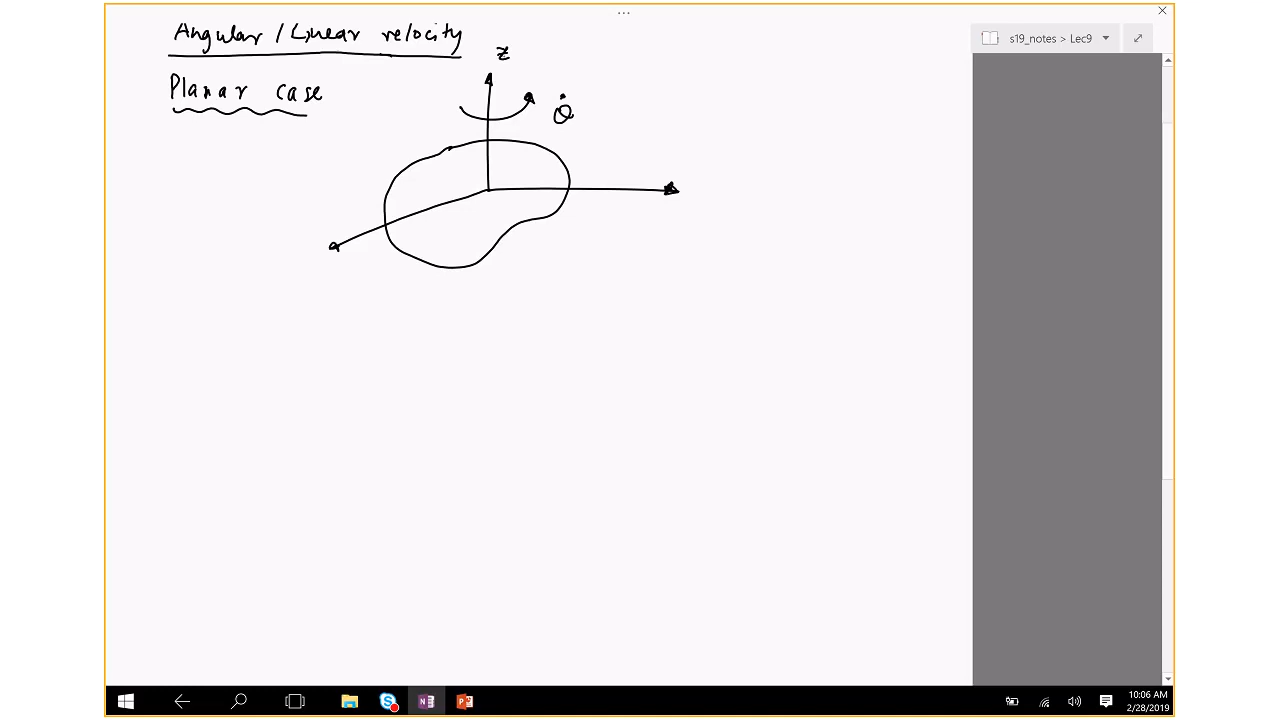 Angular / Linear velocity
s19_notes > Lec9
Planar case
z
θ̇
10:06 AM
2/28/2019